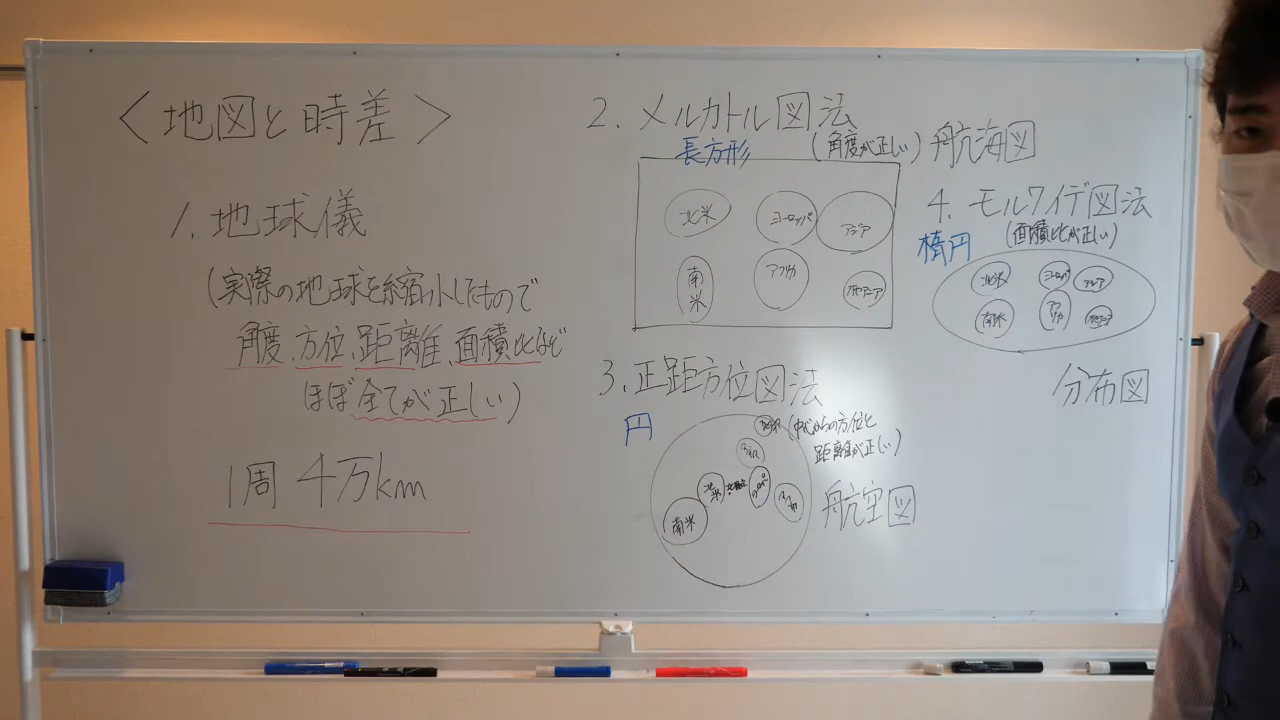 〈地図と時差〉
1. 地球儀
(実際の地球を縮小したもので
角度、方位、距離、面積比など
ほぼ全てが正しい)
1周 4万km
2. メルカトル図法
長方形
(角度が正しい) 航海図
北米
ヨーロッパ
アジア
南米
アフリカ
オセアニア
3. 正距方位図法
円
(中心からの方位と
距離が正しい)
アジア
北米
南米
航空図
4. モルワイデ図法
楕円
(面積比が正しい)
北米
ヨーロッパ
アジア
南米
アフリカ
オセアニア
分布図